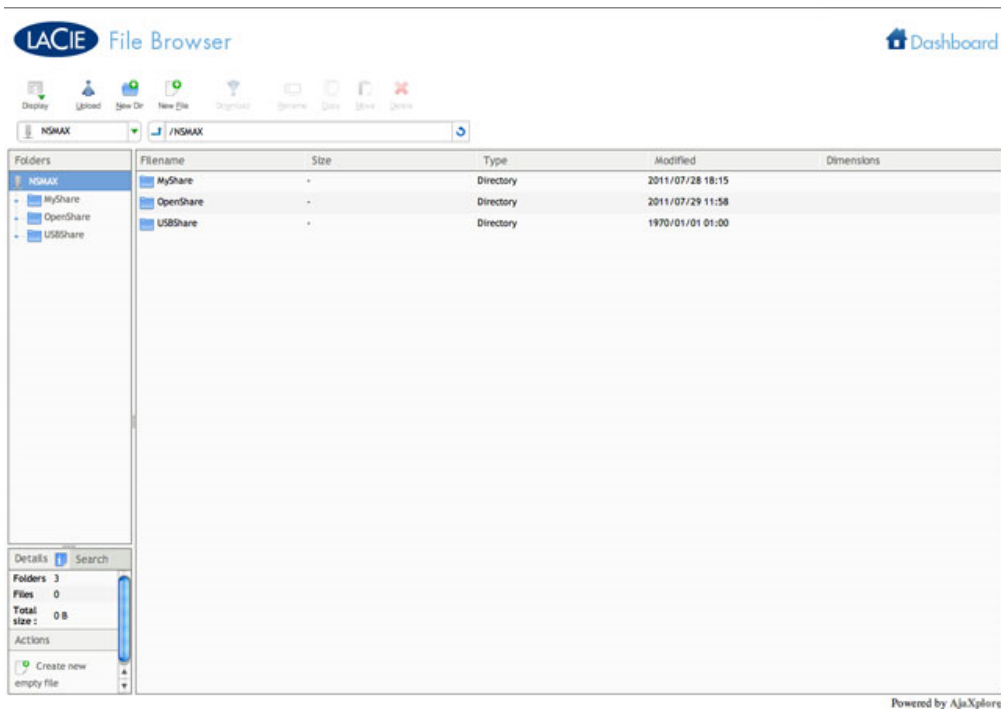 LACIE File Browser
Dashboard
Display Upload New Dir New File Download Rename Copy Move Delete
NSMAX /NSMAX
Folders
NSMAX
MyShare
OpenShare
USBShare
Filename Size Type Modified Dimensions
MyShare - Directory 2011/07/28 18:15
OpenShare - Directory 2011/07/29 11:58
USBShare - Directory 1970/01/01 01:00
Details Search
Folders 3
Files 0
Total
size : 0 B
Actions
Create new
empty file
Powered by AjaXplore